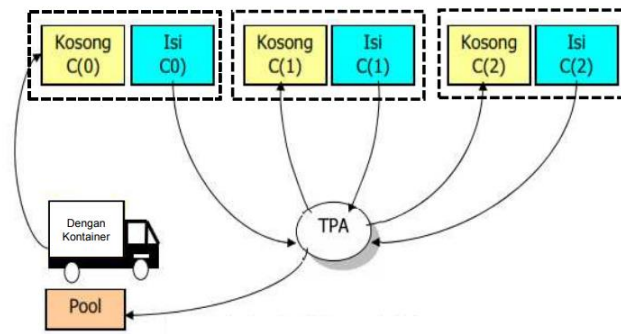 Kosong
C(0)
Isi
C0)
Kosong
C(1)
Isi
C(1)
Kosong
C(2)
Isi
C(2)
Dengan
Kontainer
TPA
Pool